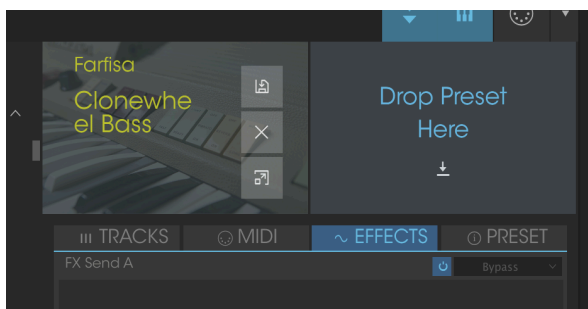 Farfisa
Clonewhe
el Bass
Drop Preset
Here
TRACKS
MIDI
EFFECTS
PRESET
FX Send A
Bypass